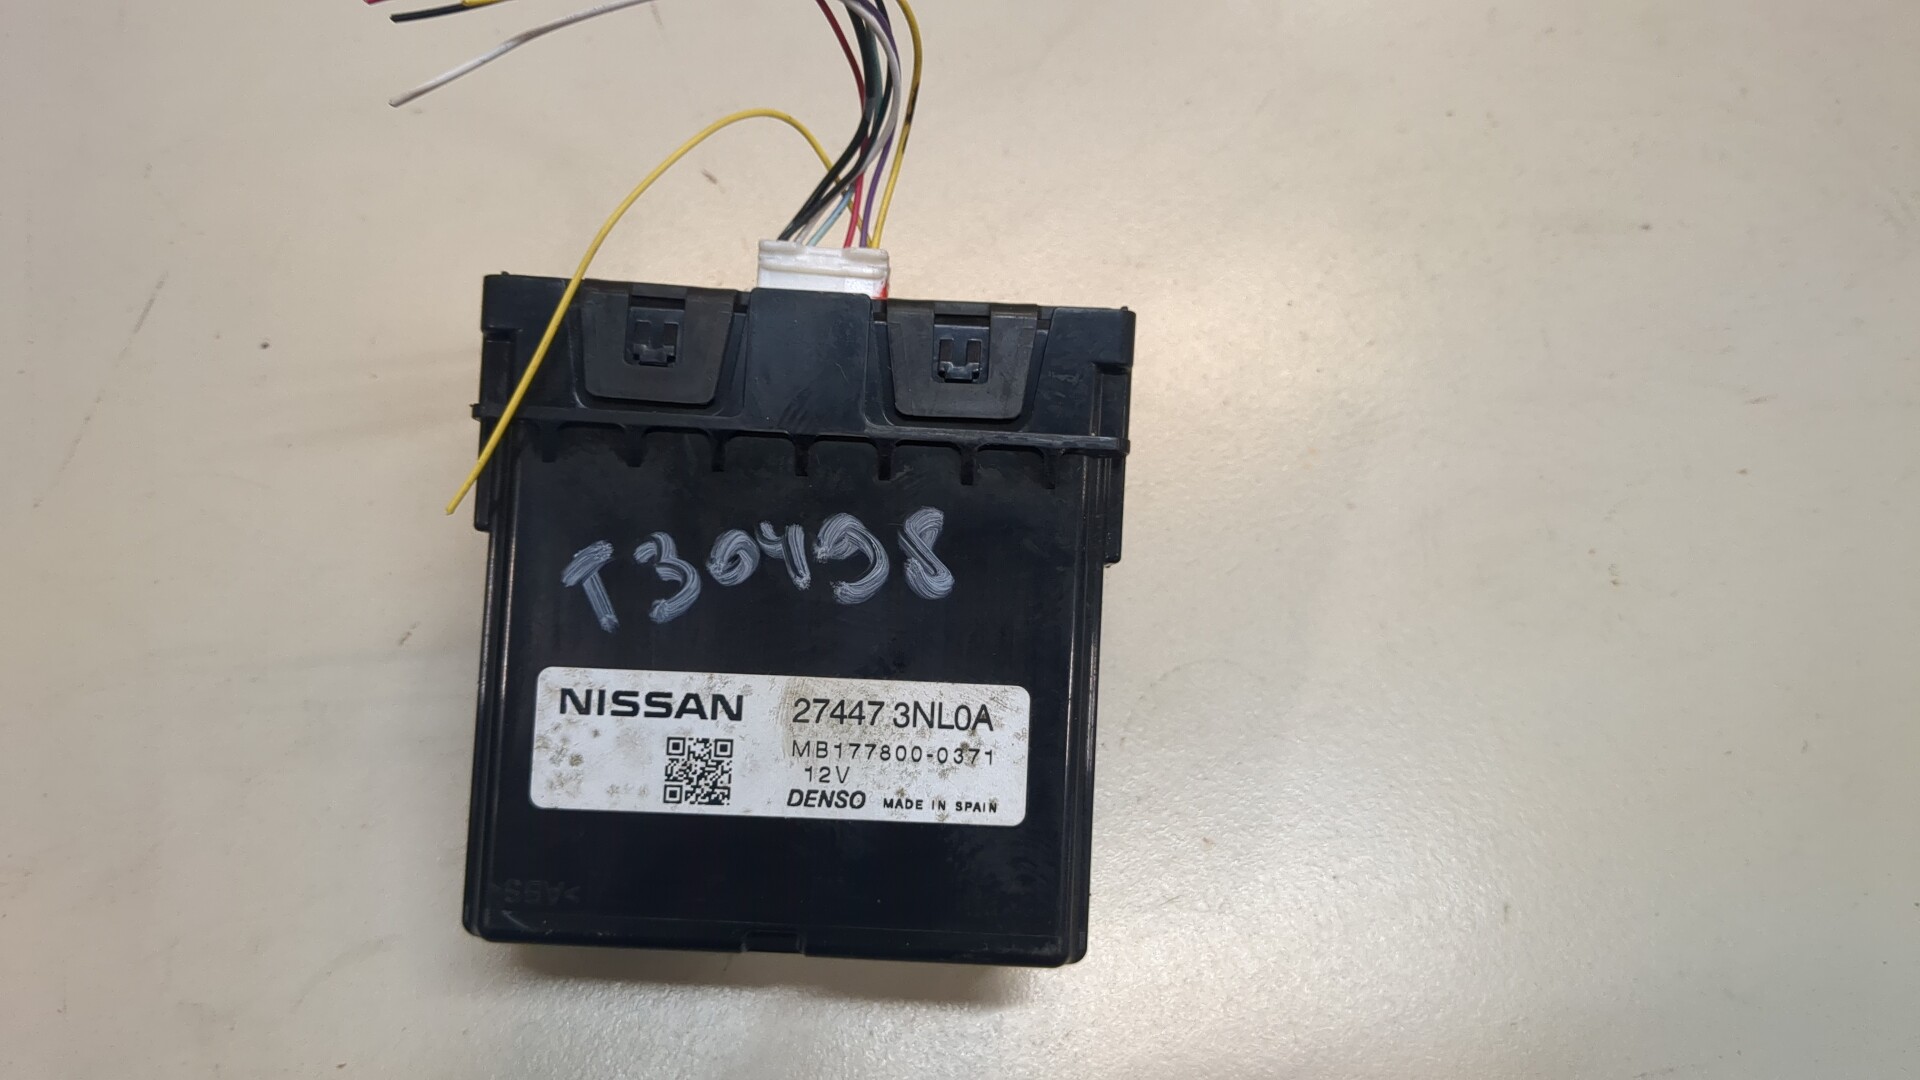 T30498
NISSAN 27447 3NL0A
MB177800-0371
12V
DENSO MADE IN SPAIN
>ABS<